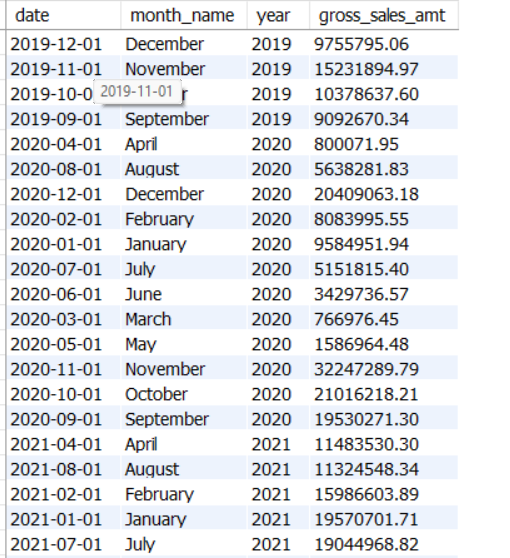 date month_name year gross_sales_amt
2019-12-01 December 2019 9755795.06
2019-11-01 November 2019 15231894.97
2019-10-0 2019-11-01 r 2019 10378637.60
2019-09-01 September 2019 9092670.34
2020-04-01 April 2020 800071.95
2020-08-01 August 2020 5638281.83
2020-12-01 December 2020 20409063.18
2020-02-01 February 2020 8083995.55
2020-01-01 January 2020 9584951.94
2020-07-01 July 2020 5151815.40
2020-06-01 June 2020 3429736.57
2020-03-01 March 2020 766976.45
2020-05-01 May 2020 1586964.48
2020-11-01 November 2020 32247289.79
2020-10-01 October 2020 21016218.21
2020-09-01 September 2020 19530271.30
2021-04-01 April 2021 11483530.30
2021-08-01 August 2021 11324548.34
2021-02-01 February 2021 15986603.89
2021-01-01 January 2021 19570701.71
2021-07-01 July 2021 19044968.82